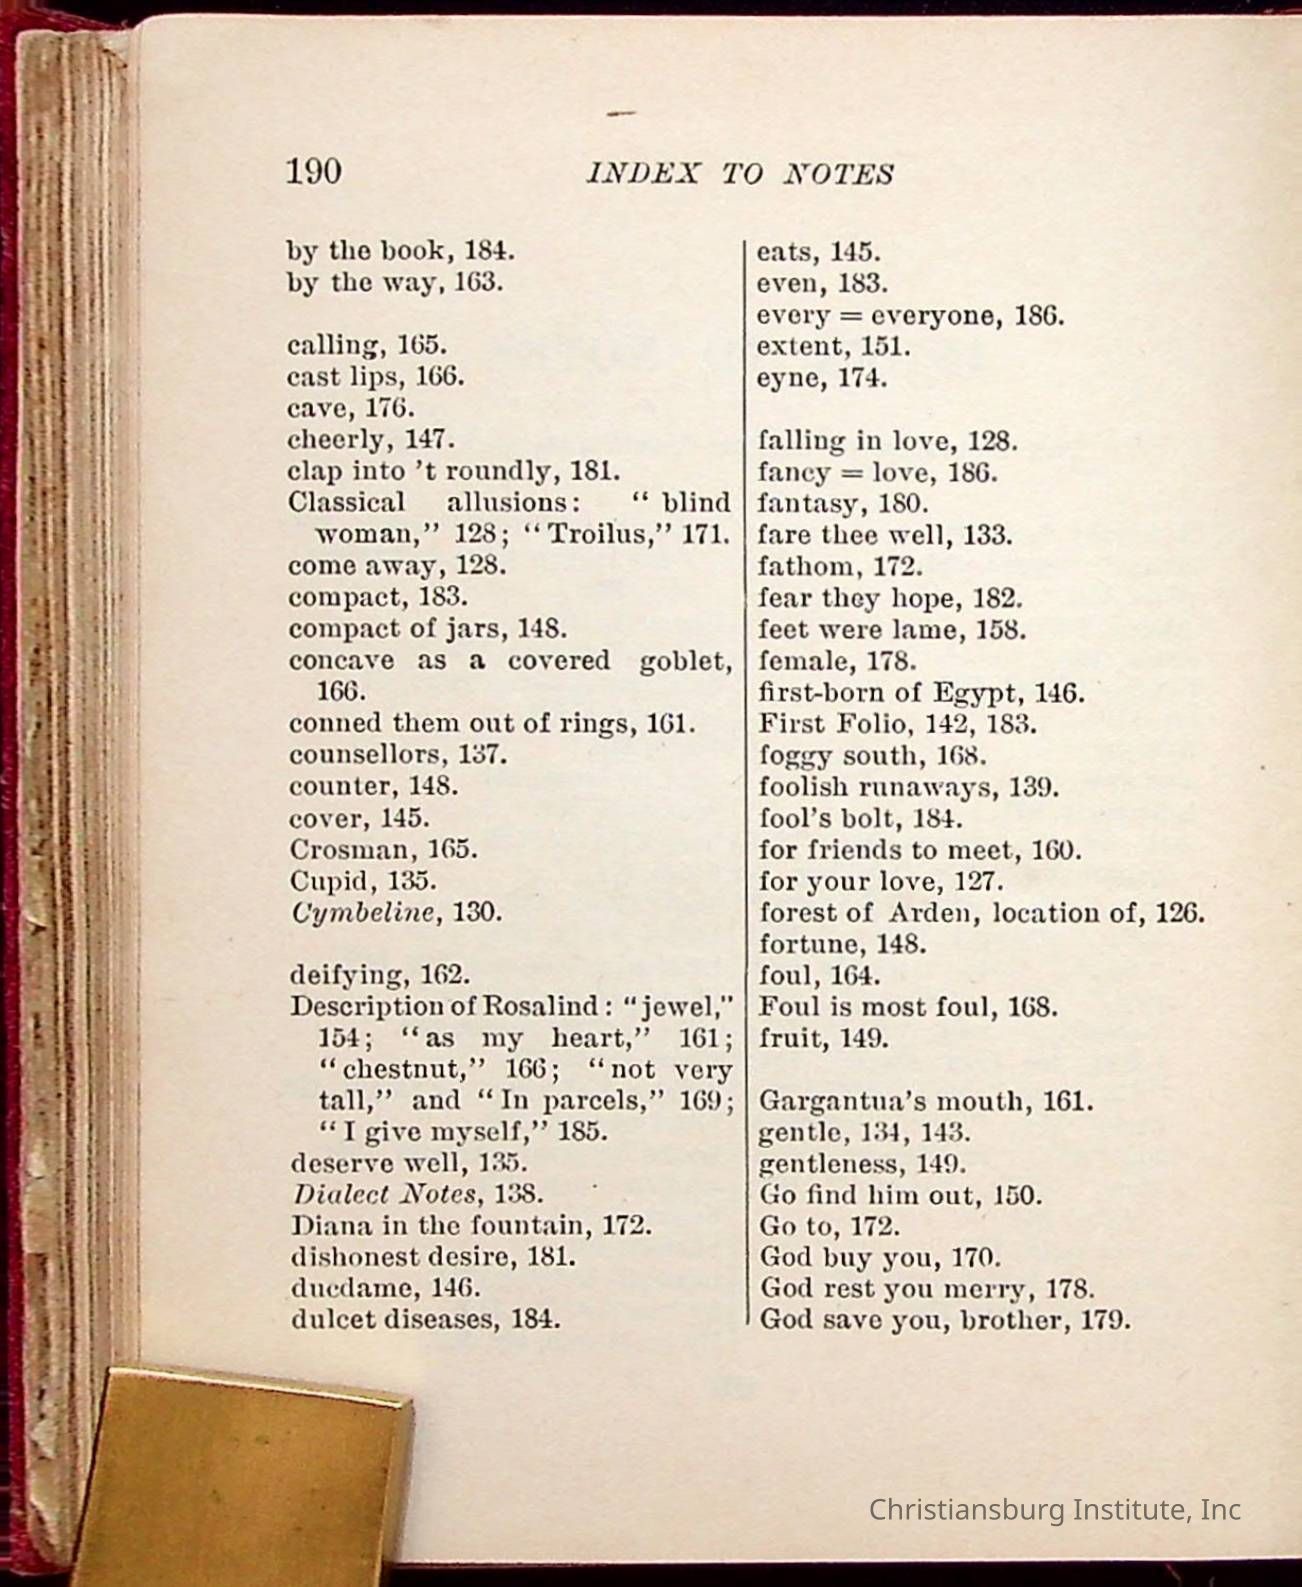 190
INDEX TO NOTES
by the book, 184.
by the way, 163.
calling, 165.
cast lips, 166.
cave, 176.
cheerly, 147.
clap into 't roundly, 181.
Classical allusions: “blind
woman,” 128; “Troilus,” 171.
come away, 128.
compact, 183.
compact of jars, 148.
concave as a covered goblet,
166.
conned them out of rings, 161.
counsellors, 137.
counter, 148.
cover, 145.
Crosman, 165.
Cupid, 135.
Cymbeline, 130.
deifying, 162.
Description of Rosalind: “jewel,”
154; “as my heart,” 161;
“chestnut,” 166; “not very
tall,” and “In parcels,” 169;
“I give myself,” 185.
deserve well, 135.
Dialect Notes, 138.
Diana in the fountain, 172.
dishonest desire, 181.
ducdame, 146.
dulcet diseases, 184.
eats, 145.
even, 183.
every = everyone, 186.
extent, 151.
eyne, 174.
falling in love, 128.
fancy = love, 186.
fantasy, 180.
fare thee well, 133.
fathom, 172.
fear they hope, 182.
feet were lame, 158.
female, 178.
first-born of Egypt, 146.
First Folio, 142, 183.
foggy south, 168.
foolish runaways, 139.
fool's bolt, 184.
for friends to meet, 160.
for your love, 127.
forest of Arden, location of, 126.
fortune, 148.
foul, 164.
Foul is most foul, 168.
fruit, 149.
Gargantua's mouth, 161.
gentle, 134, 143.
gentleness, 149.
Go find him out, 150.
Go to, 172.
God buy you, 170.
God rest you merry, 178.
God save you, brother, 179.
Christiansburg Institute, Inc